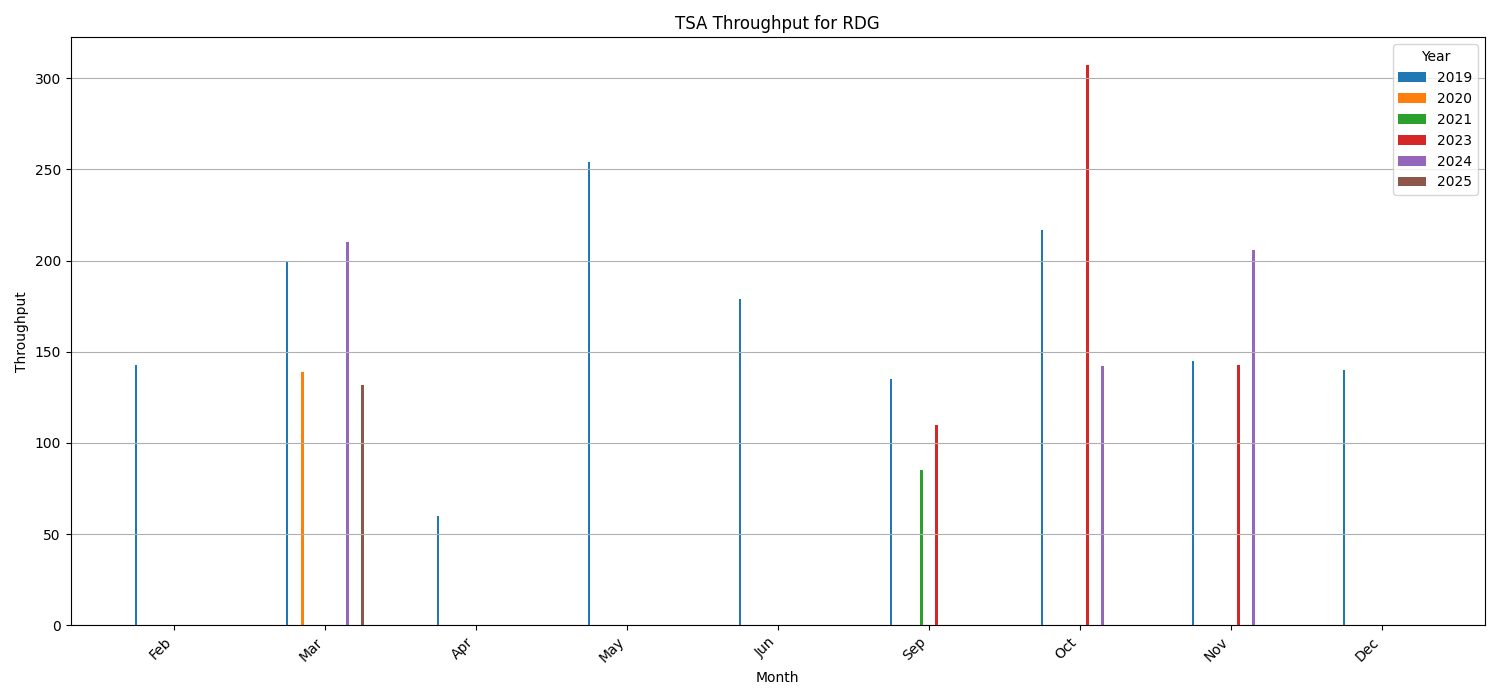 TSA Throughput for RDG
Year
2019
2020
2021
2023
2024
2025
Throughput
300
250
200
150
100
50
0
Feb
Mar
Apr
May
Jun
Sep
Oct
Nov
Dec
Month